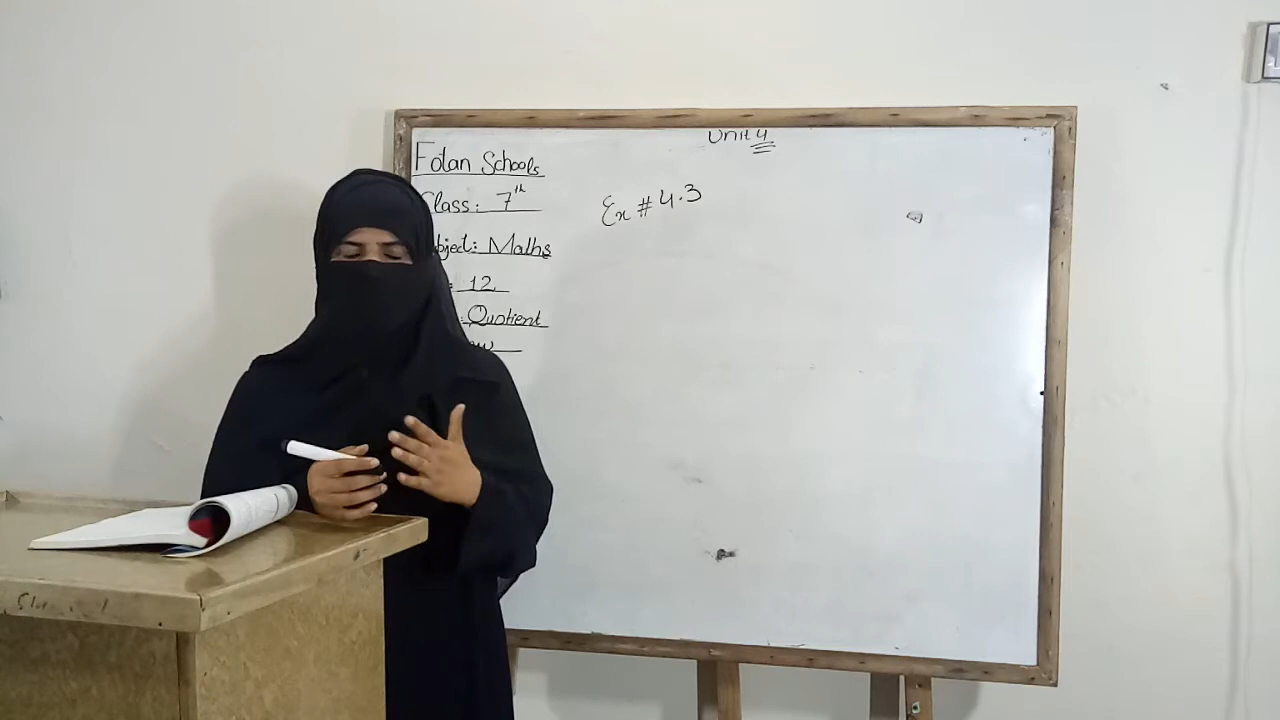 Unit 4
Folan Schools
Class: 7th
Ex # 4.3
bject: Maths
: 12
: Quotient